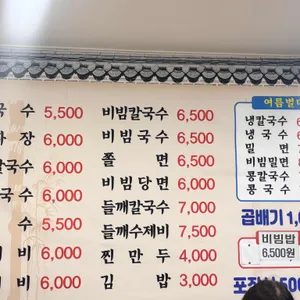 국수 5,500
장 6,000
칼국수 6,000
국수 6,000
수 5,500
비 6,000
비 6,000
비빔칼국수 6,500
비빔국수 6,500
쫄면 6,500
비빔당면 6,000
들깨칼국수 7,000
들깨수제비 7,500
찐만두 4,000
김밥 3,000
여름별
냉칼국수
냉국수
밀면
비빔밀면
콩칼국수
콩국수
곱배기 1,0
비빔밥
6,500원
포장 500